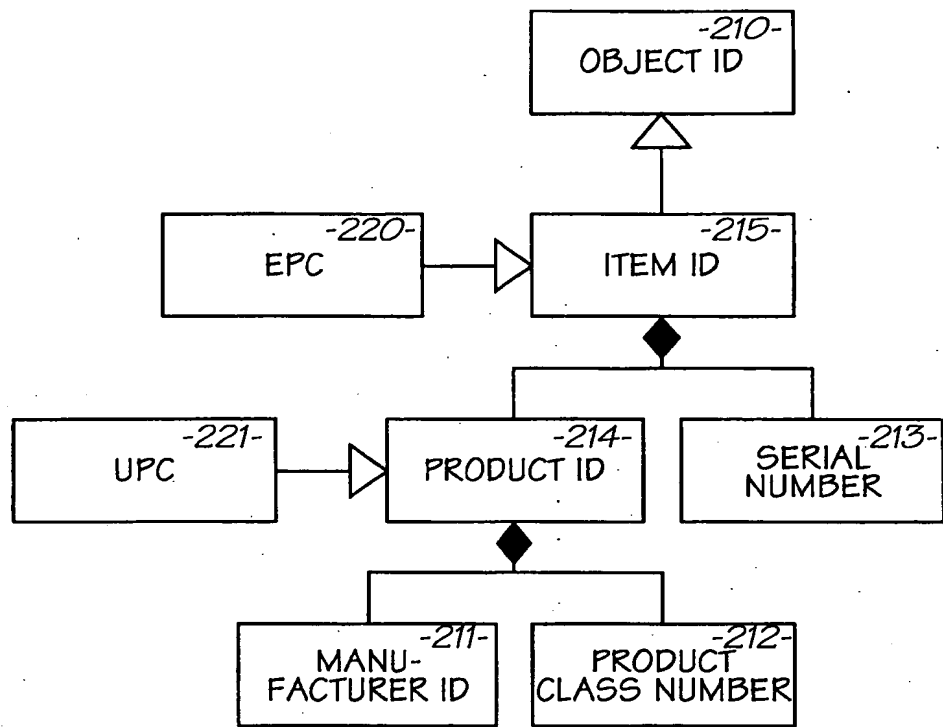 -210-
OBJECT ID
-220-
EPC
-215-
ITEM ID
-221-
UPC
-214-
PRODUCT ID
-213-
SERIAL
NUMBER
-211-
MANU-
FACTURER ID
-212-
PRODUCT
CLASS NUMBER